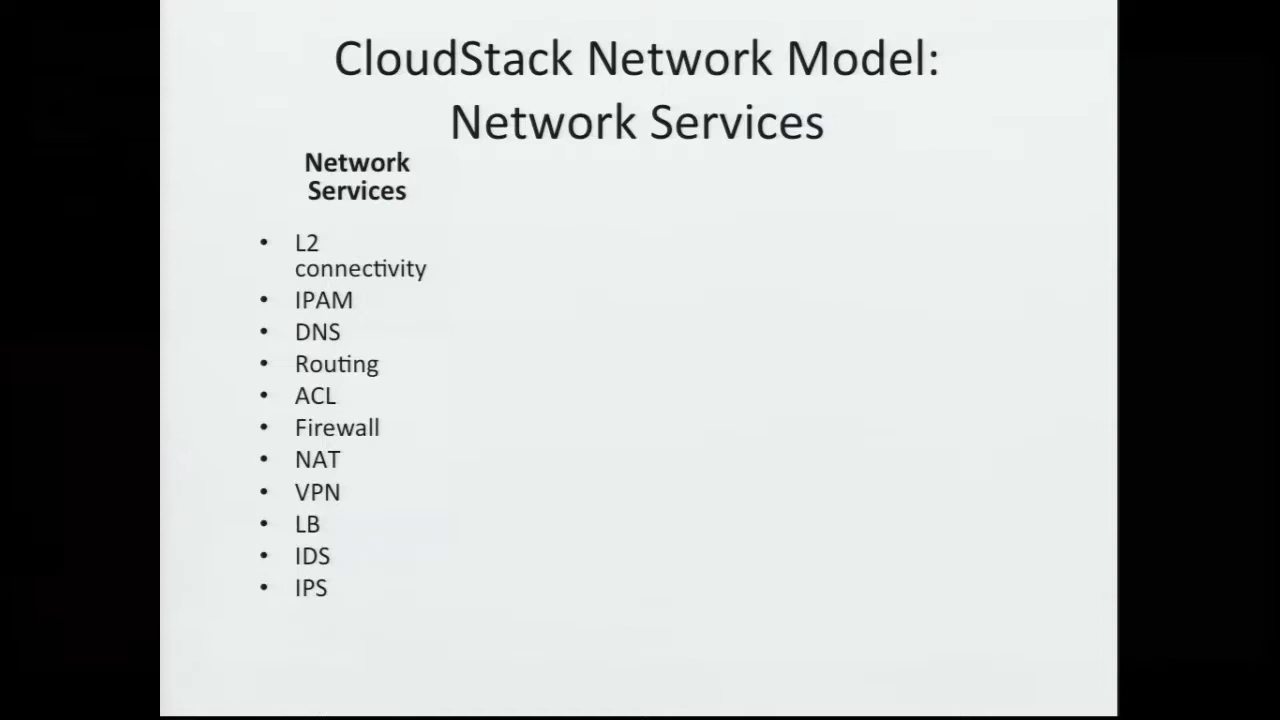 CloudStack Network Model:
Network Services
Network
Services
• L2
connectivity
• IPAM
• DNS
• Routing
• ACL
• Firewall
• NAT
• VPN
• LB
• IDS
• IPS